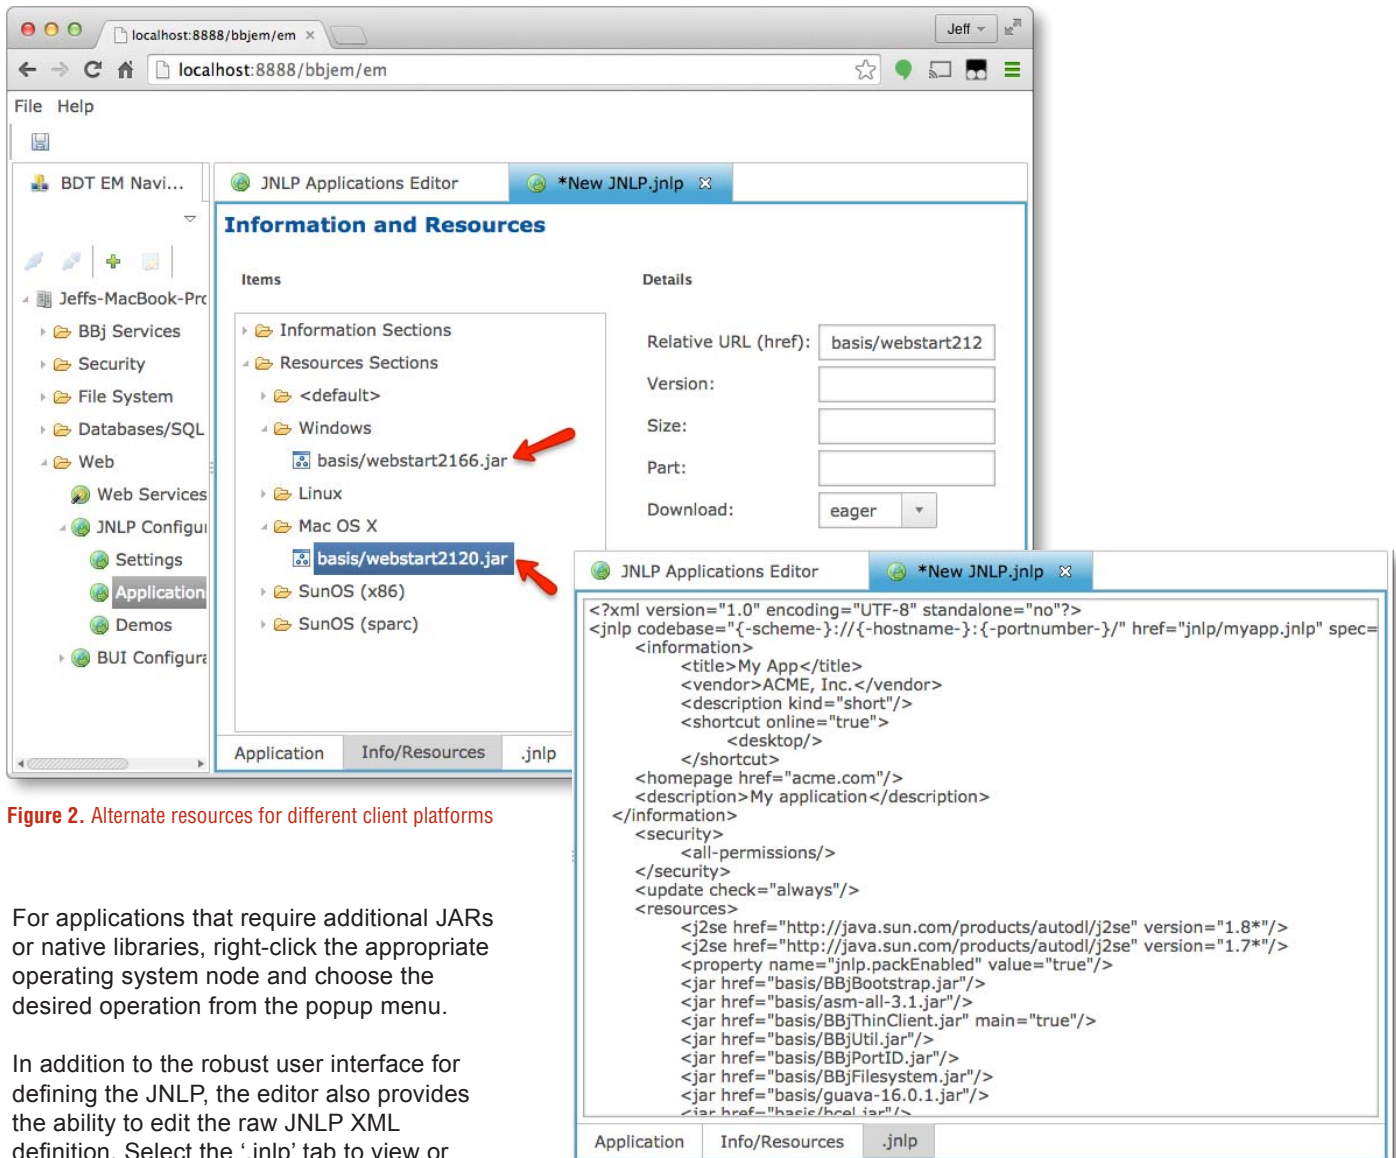 localhost:8888/bbjem/em ×
Jeff
localhost:8888/bbjem/em
File Help
BDT EM Navi...
JNLP Applications Editor
*New JNLP.jnlp
Information and Resources
Jeffs-MacBook-Pro
BBj Services
Security
File System
Databases/SQL
Web
Web Services
JNLP Configu
Settings
Application
Demos
BUI Configura
Items
Information Sections
Resources Sections
<default>
Windows
basis/webstart2166.jar
Linux
Mac OS X
basis/webstart2120.jar
SunOS (x86)
SunOS (sparc)
Details
Relative URL (href): basis/webstart212
Version:
Size:
Part:
Download: eager
Application Info/Resources .jnlp
Figure 2. Alternate resources for different client platforms
For applications that require additional JARs
or native libraries, right-click the appropriate
operating system node and choose the
desired operation from the popup menu.
In addition to the robust user interface for
defining the JNLP, the editor also provides
the ability to edit the raw JNLP XML
definition. Select the '.jnlp' tab to view or
JNLP Applications Editor
*New JNLP.jnlp
<?xml version="1.0" encoding="UTF-8" standalone="no"?>
<jnlp codebase="{-scheme-}://{-hostname-}:{-portnumber-}/" href="jnlp/myapp.jnlp" spec=
<information>
<title>My App</title>
<vendor>ACME, Inc.</vendor>
<description kind="short"/>
<shortcut online="true">
<desktop/>
</shortcut>
<homepage href="acme.com"/>
<description>My application</description>
</information>
<security>
<all-permissions/>
</security>
<update check="always"/>
<resources>
<j2se href="http://java.sun.com/products/autodl/j2se" version="1.8*"/>
<j2se href="http://java.sun.com/products/autodl/j2se" version="1.7*"/>
<property name="jnlp.packEnabled" value="true"/>
<jar href="basis/BBjBootstrap.jar"/>
<jar href="basis/asm-all-3.1.jar"/>
<jar href="basis/BBjThinClient.jar" main="true"/>
<jar href="basis/BBjUtil.jar"/>
<jar href="basis/BBjPortID.jar"/>
<jar href="basis/BBjFilesystem.jar"/>
<jar href="basis/guava-16.0.1.jar"/>
<jar href="basis/bcel.jar"/>
Application Info/Resources .jnlp